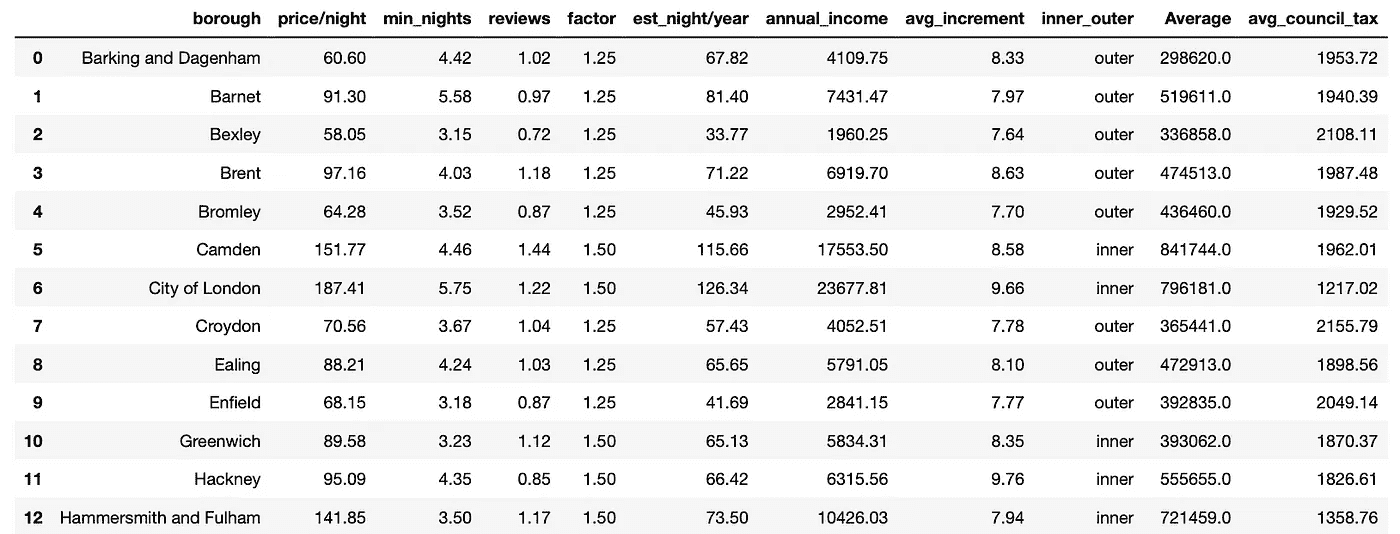 borough price/night min_nights reviews factor est_night/year annual_income avg_increment inner_outer Average avg_council_tax
0 Barking and Dagenham 60.60 4.42 1.02 1.25 67.82 4109.75 8.33 outer 298620.0 1953.72
1 Barnet 91.30 5.58 0.97 1.25 81.40 7431.47 7.97 outer 519611.0 1940.39
2 Bexley 58.05 3.15 0.72 1.25 33.77 1960.25 7.64 outer 336858.0 2108.11
3 Brent 97.16 4.03 1.18 1.25 71.22 6919.70 8.63 outer 474513.0 1987.48
4 Bromley 64.28 3.52 0.87 1.25 45.93 2952.41 7.70 outer 436460.0 1929.52
5 Camden 151.77 4.46 1.44 1.50 115.66 17553.50 8.58 inner 841744.0 1962.01
6 City of London 187.41 5.75 1.22 1.50 126.34 23677.81 9.66 inner 796181.0 1217.02
7 Croydon 70.56 3.67 1.04 1.25 57.43 4052.51 7.78 outer 365441.0 2155.79
8 Ealing 88.21 4.24 1.03 1.25 65.65 5791.05 8.10 outer 472913.0 1898.56
9 Enfield 68.15 3.18 0.87 1.25 41.69 2841.15 7.77 outer 392835.0 2049.14
10 Greenwich 89.58 3.23 1.12 1.50 65.13 5834.31 8.35 inner 393062.0 1870.37
11 Hackney 95.09 4.35 0.85 1.50 66.42 6315.56 9.76 inner 555655.0 1826.61
12 Hammersmith and Fulham 141.85 3.50 1.17 1.50 73.50 10426.03 7.94 inner 721459.0 1358.76